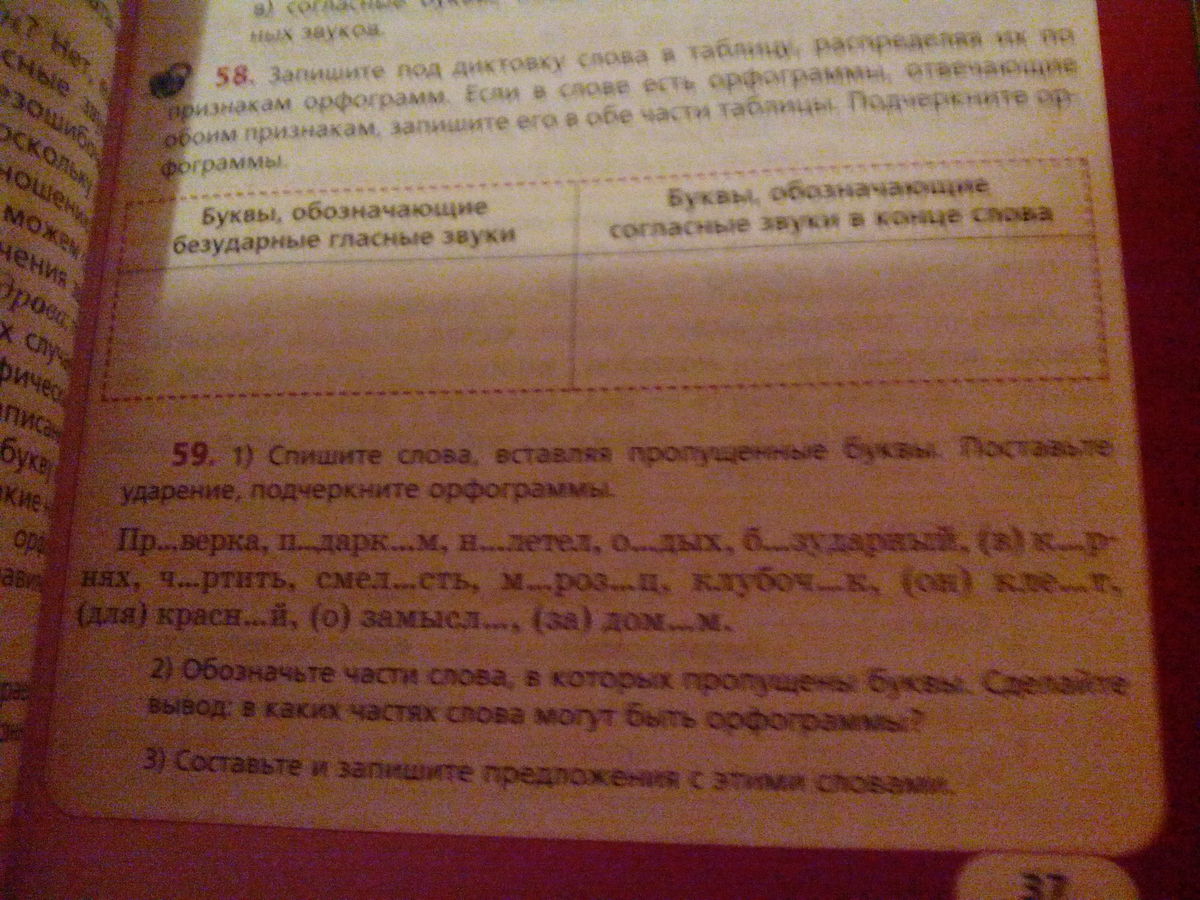 в) согласные буквы,
ных звуков.
58. Запишите под диктовку слова в таблицу, распределяя их по
признакам орфограмм. Если в слове есть орфограммы, отвечающие
обоим признакам, запишите его в обе части таблицы. Подчеркните ор-
фограммы.
Буквы, обозначающие
безударные гласные звуки
Буквы, обозначающие
согласные звуки в конце слова
59. 1) Спишите слова, вставляя пропущенные буквы. Поставьте
ударение, подчеркните орфограммы.
Пр...верка, п...дарк...м, н...летел, о...дых, б...зударный, (в) к...р-
нях, ч...ртить, смел...сть, м...роз...ц, клубоч...к, (он) кле...т,
(для) красн...й, (о) замысл..., (за) дом...м.
2) Обозначьте части слова, в которых пропущены буквы. Сделайте
вывод: в каких частях слова могут быть орфограммы?
3) Составьте и запишите предложения с этими словами.
37
Нет,
можем